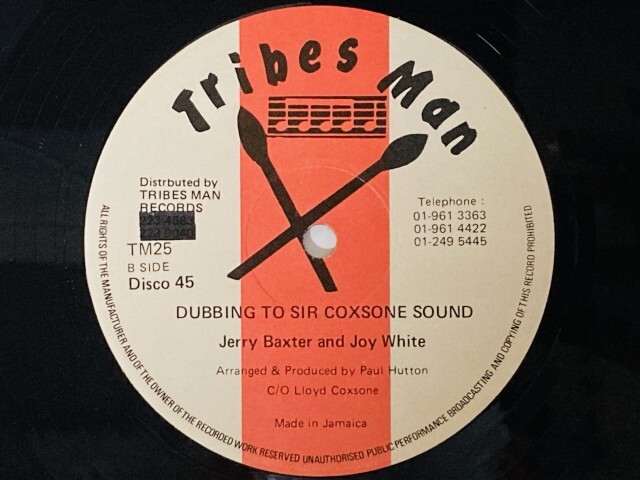 Tribes Man
Distrbuted by
TRIBES MAN
RECORDS
TM25
B SIDE
Disco 45
Telephone :
01-961 3363
01-961 4422
01-249 5445
DUBBING TO SIR COXSONE SOUND
Jerry Baxter and Joy White
Arranged & Produced by Paul Hutton
C/O Lloyd Coxsone
Made in Jamaica
ALL RIGHTS OF THE MANUFACTURER AND OF THE OWNER OF THE RECORDED WORK RESERVED UNAUTHORISED PUBLIC PERFORMANCE BROADCASTING AND COPYING OF THIS RECORD PROHIBITED